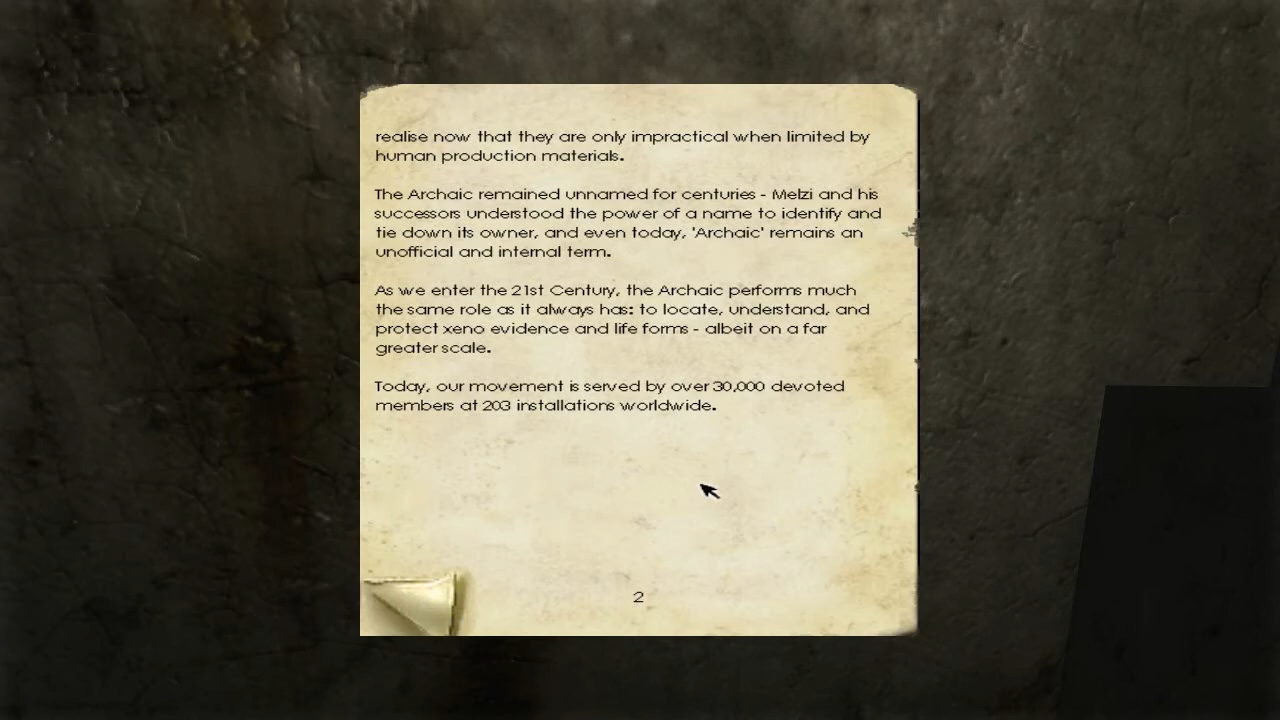 realise now that they are only impractical when limited by
human production materials.
The Archaic remained unnamed for centuries - Melzi and his
successors understood the power of a name to identify and
tie down its owner, and even today, 'Archaic' remains an
unofficial and internal term.
As we enter the 21st Century, the Archaic performs much
the same role as it always has: to locate, understand, and
protect xeno evidence and life forms - albeit on a far
greater scale.
Today, our movement is served by over 30,000 devoted
members at 203 installations worldwide.
2